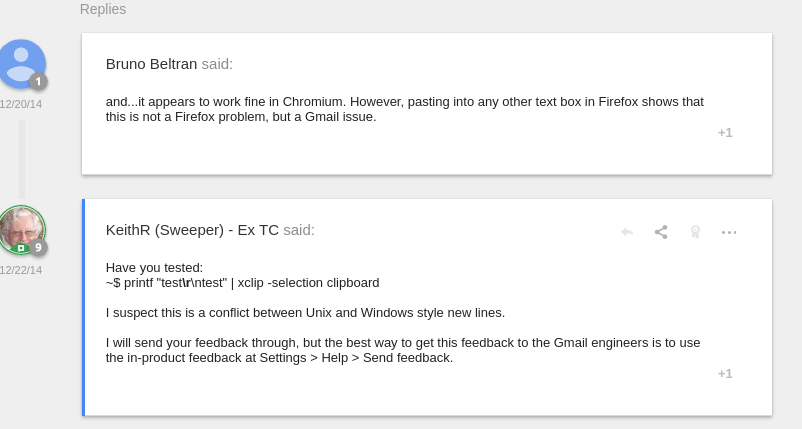 Replies
Bruno Beltran said:
1
12/20/14
and...it appears to work fine in Chromium. However, pasting into any other text box in Firefox shows that
this is not a Firefox problem, but a Gmail issue.
+1
KeithR (Sweeper) - Ex TC said:
9
12/22/14
Have you tested:
~$ printf "test\r\ntest" | xclip -selection clipboard
I suspect this is a conflict between Unix and Windows style new lines.
I will send your feedback through, but the best way to get this feedback to the Gmail engineers is to use
the in-product feedback at Settings > Help > Send feedback.
+1